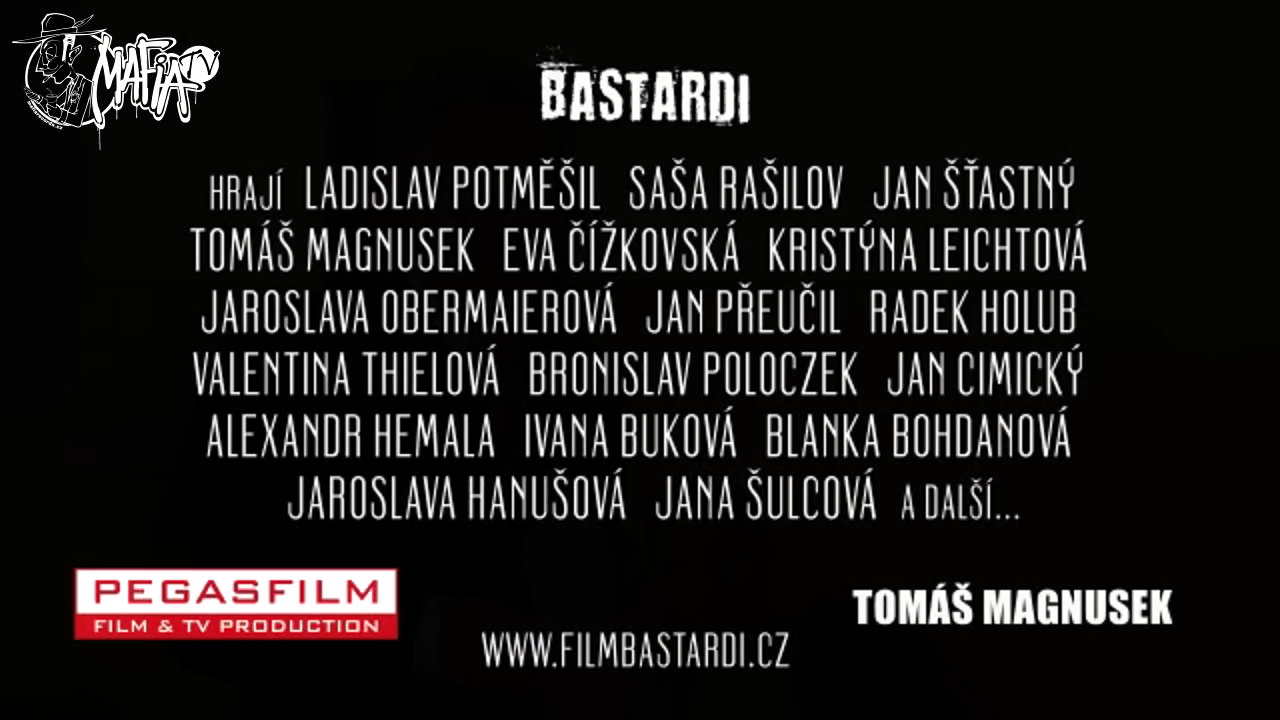 MAFIA TV
BASTARDI
HRAJÍ LADISLAV POTMĚŠIL SAŠA RAŠILOV JAN ŠŤASTNÝ
TOMÁŠ MAGNUSEK EVA ČÍŽKOVSKÁ KRISTÝNA LEICHTOVÁ
JAROSLAVA OBERMAIEROVÁ JAN PŘEUČIL RADEK HOLUB
VALENTINA THIELOVÁ BRONISLAV POLOCZEK JAN CIMICKÝ
ALEXANDR HEMALA IVANA BUKOVÁ BLANKA BOHDANOVÁ
JAROSLAVA HANUŠOVÁ JANA ŠULCOVÁ A DALŠÍ...
PEGASFILM
FILM & TV PRODUCTION
TOMÁŠ MAGNUSEK
WWW.FILMBASTARDI.CZ